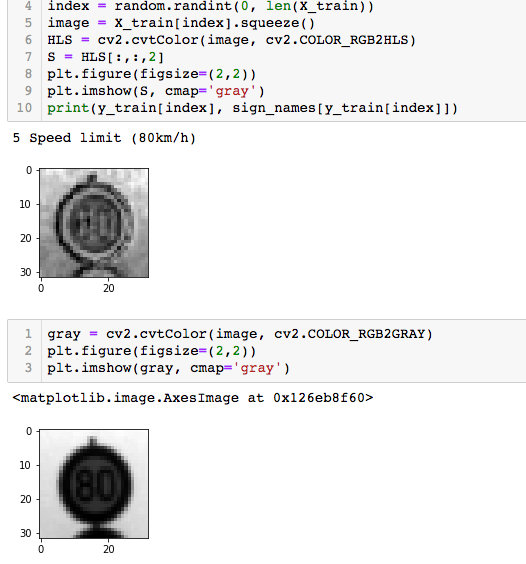 4 index = random.randint(0, len(X_train))
5 image = X_train[index].squeeze()
6 HLS = cv2.cvtColor(image, cv2.COLOR_RGB2HLS)
7 S = HLS[:,:,2]
8 plt.figure(figsize=(2,2))
9 plt.imshow(S, cmap='gray')
10 print(y_train[index], sign_names[y_train[index]])
5 Speed limit (80km/h)
0
10
20
30
80
0 20
1 gray = cv2.cvtColor(image, cv2.COLOR_RGB2GRAY)
2 plt.figure(figsize=(2,2))
3 plt.imshow(gray, cmap='gray')
<matplotlib.image.AxesImage at 0x126eb8f60>
0
10
20
30
80
0 20